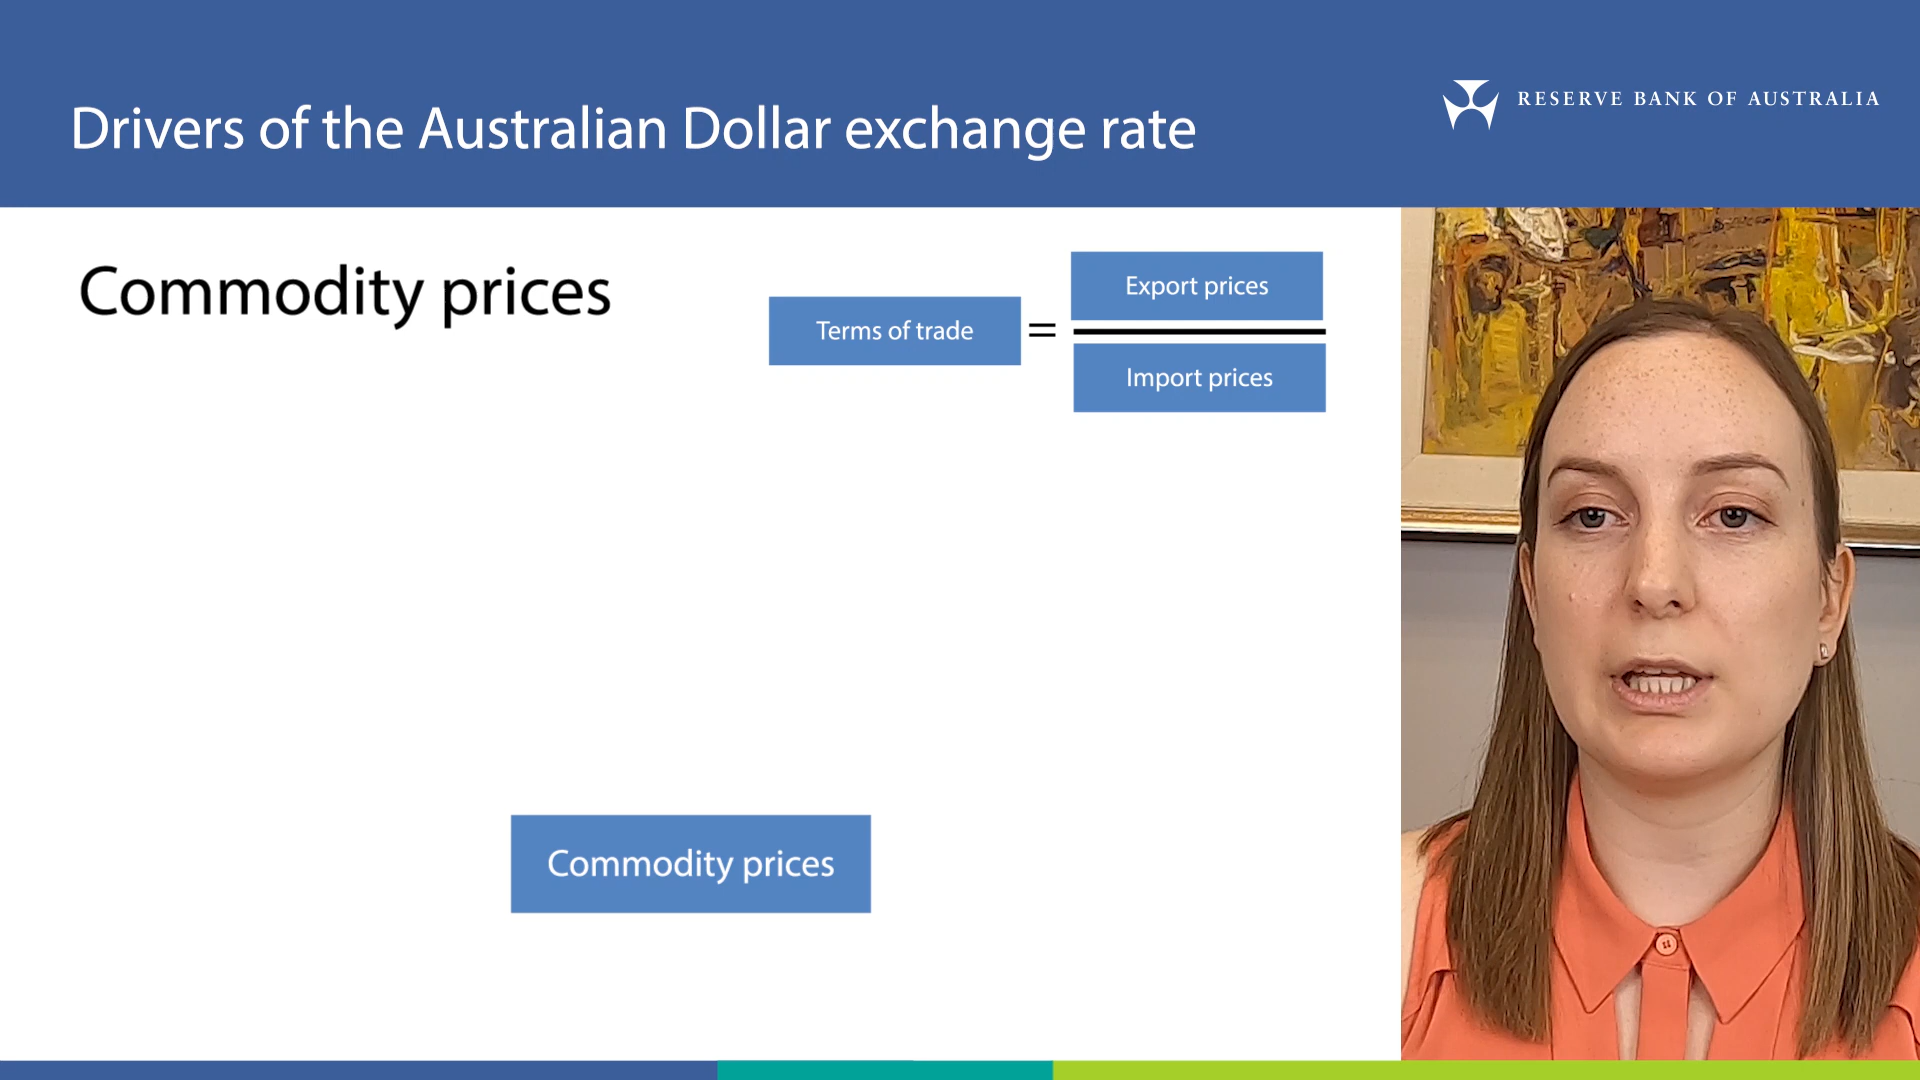 Drivers of the Australian Dollar exchange rate
RESERVE BANK OF AUSTRALIA
Commodity prices
Terms of trade
=
Export prices
Import prices
Commodity prices